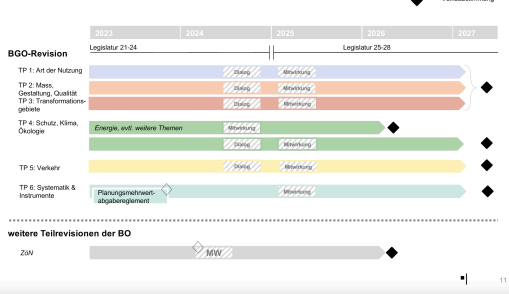 2023 2024 2025 2026 2027
BGO-Revision
Legislatur 21-24 Legislatur 25-28
TP 1: Art der Nutzung
Dialog Mitwirkung
TP 2: Mass,
Gestaltung, Qualität
Dialog Mitwirkung
TP 3: Transformations-
gebiete
Dialog Mitwirkung
TP 4: Schutz, Klima,
Ökologie
Energie, evtl. weitere Themen
Mitwirkung
Dialog Mitwirkung
TP 5: Verkehr
Dialog Mitwirkung
TP 6: Systematik &
Instrumente
Planungsmehrwert-
abgabereglement
Mitwirkung
weitere Teilrevisionen der BO
ZöN
MW
11